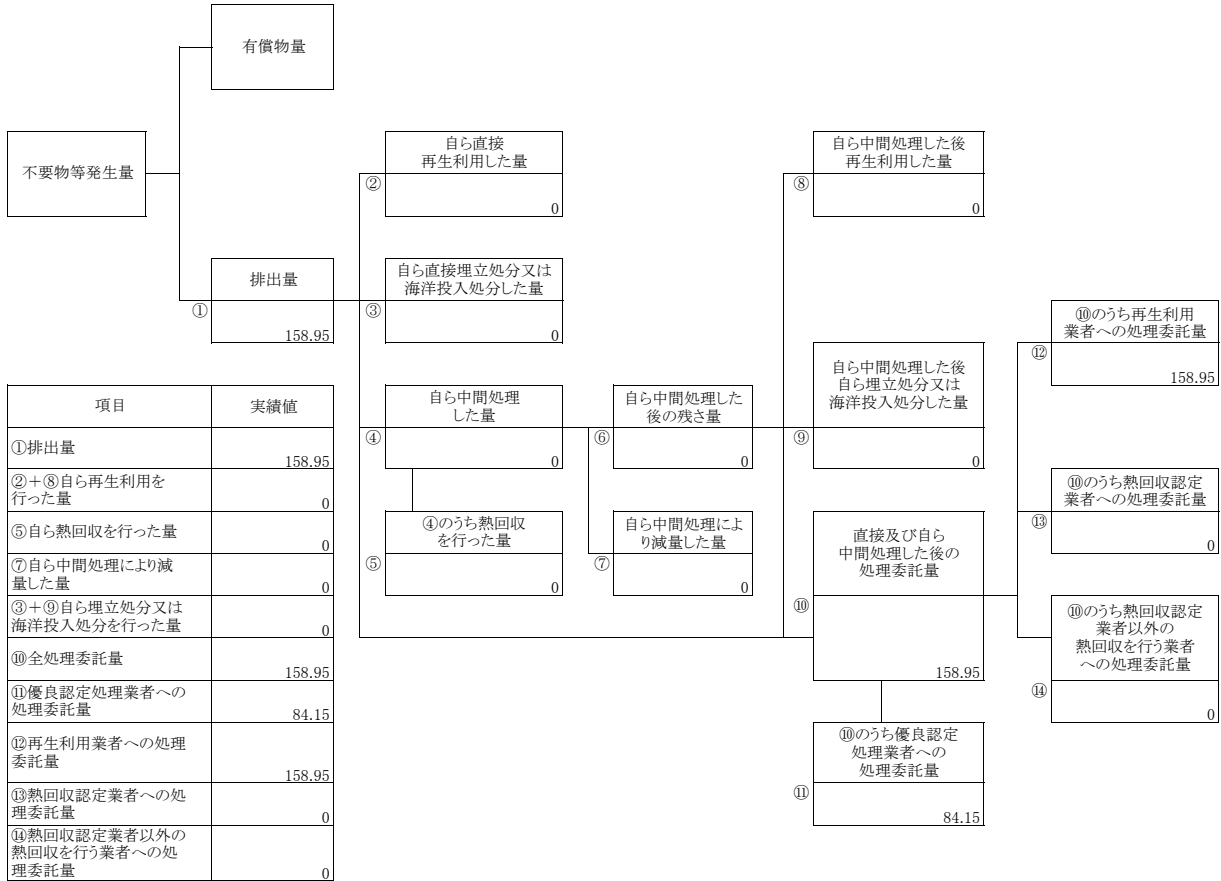 有償物量
不要物等発生量
排出量
①
158.95
自ら直接
再生利用した量
②
0
自ら直接埋立処分又は
海洋投入処分した量
③
0
自ら中間処理
した量
④
0
④のうち熱回収
を行った量
⑤
0
自ら中間処理した
後の残さ量
⑥
0
自ら中間処理によ
り減量した量
⑦
0
自ら中間処理した後
再生利用した量
⑧
0
自ら中間処理した後
自ら埋立処分又は
海洋投入処分した量
⑨
0
直接及び自ら
中間処理した後の
処理委託量
⑩
158.95
⑩のうち優良認定
処理業者への
処理委託量
⑪
84.15
⑩のうち再生利用
業者への処理委託量
⑫
158.95
⑩のうち熱回収認定
業者への処理委託量
⑬
0
⑩のうち熱回収認定
業者以外の
熱回収を行う業者
への処理委託量
⑭
0
項目 実績値
①排出量
158.95
②＋⑧自ら再生利用を
行った量
0
⑤自ら熱回収を行った量
0
⑦自ら中間処理により減
量した量
0
③＋⑨自ら埋立処分又は
海洋投入処分を行った量
0
⑩全処理委託量
158.95
⑪優良認定処理業者への
処理委託量
84.15
⑫再生利用業者への処理
委託量
158.95
⑬熱回収認定業者への処
理委託量
0
⑭熱回収認定業者以外の
熱回収を行う業者への処
理委託量
0